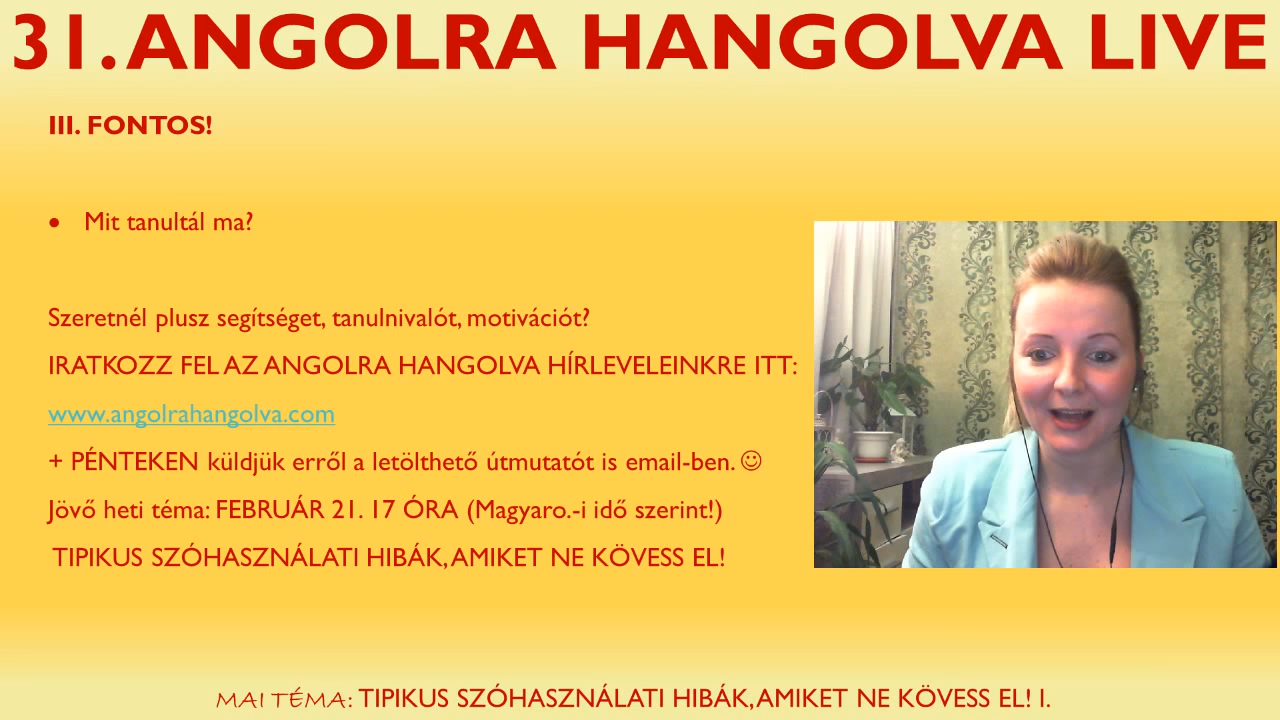 31. ANGOLRA HANGOLVA LIVE
III. FONTOS!
• Mit tanultál ma?
Szeretnél plusz segítséget, tanulnivalót, motivációt?
IRATKOZZ FEL AZ ANGOLRA HANGOLVA HÍRLEVELEINKRE ITT:
www.angolrahangolva.com
+ PÉNTEKEN küldjük erről a letölthető útmutatót is email-ben. ☺
Jövő heti téma: FEBRUÁR 21. 17 ÓRA (Magyaro.-i idő szerint!)
TIPIKUS SZÓHASZNÁLATI HIBÁK, AMIKET NE KÖVESS EL!
MAI TÉMA: TIPIKUS SZÓHASZNÁLATI HIBÁK, AMIKET NE KÖVESS EL! I.